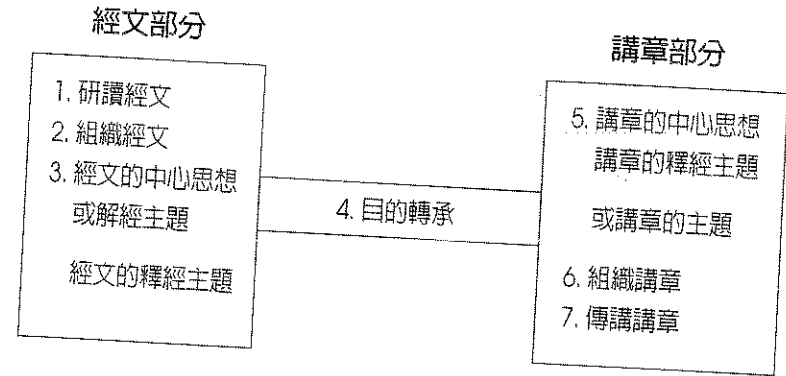 經文部分
1. 研讀經文
2. 組織經文
3. 經文的中心思想
或解經主題
經文的釋經主題
4. 目的轉承
講章部分
5. 講章的中心思想
講章的釋經主題
或講章的主題
6. 組織講章
7. 傳講講章